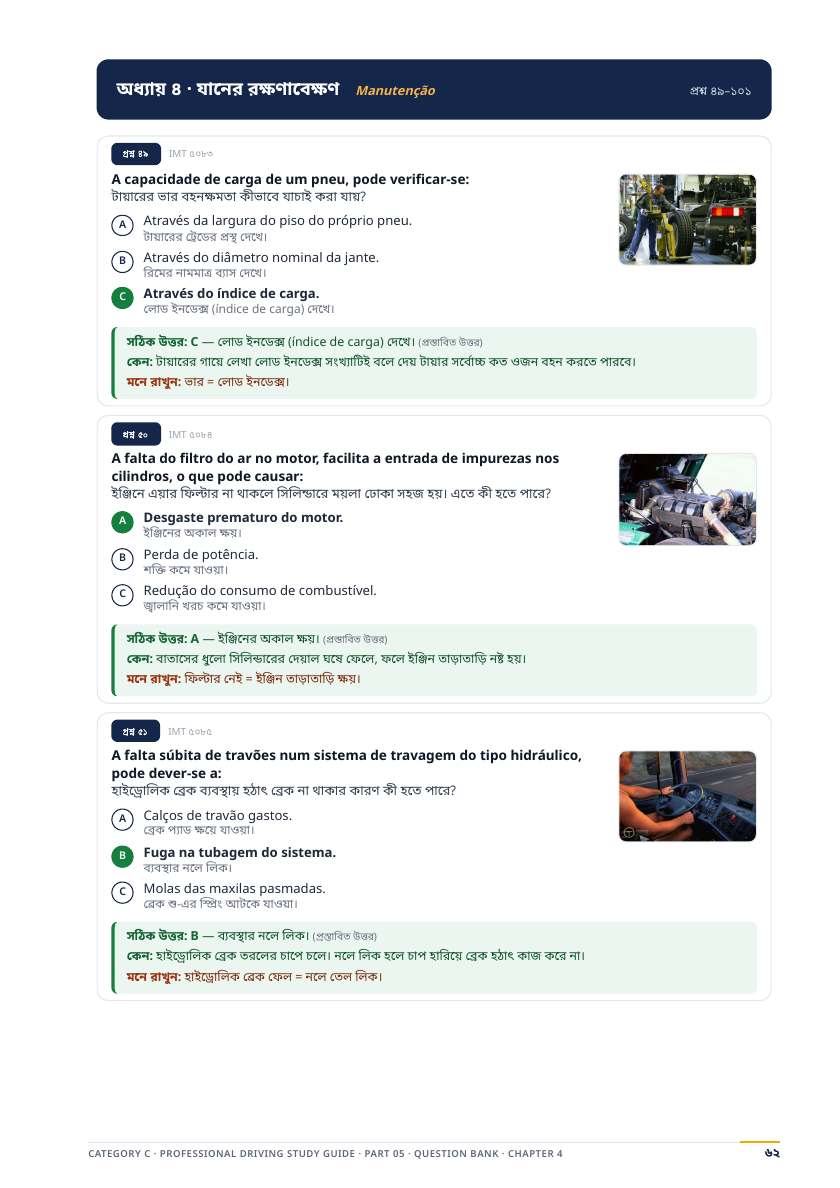 অধ্যায় ৪ · যানের রক্ষণাবেক্ষণ Manutenção প্রশ্ন ৪৯–১০১
প্রশ্ন ৪৯ IMT ৫০৮৩
A capacidade de carga de um pneu, pode verificar-se:
টায়ারের ভার বহনক্ষমতা কীভাবে যাচাই করা যায়?
A Através da largura do piso do próprio pneu.
টায়ারের ট্রেডের প্রস্থ দেখে।
B Através do diâmetro nominal da jante.
রিমের নামমাত্র ব্যাস দেখে।
C Através do índice de carga.
লোড ইনডেক্স (índice de carga) দেখে।
সঠিক উত্তর: C — লোড ইনডেক্স (índice de carga) দেখে। (প্রস্তাবিত উত্তর)
কেন: টায়ারের গায়ে লেখা লোড ইনডেক্স সংখ্যাটিই বলে দেয় টায়ার সর্বোচ্চ কত ওজন বহন করতে পারবে।
মনে রাখুন: ভার = লোড ইনডেক্স।
প্রশ্ন ৫০ IMT ৫০৮৪
A falta do filtro do ar no motor, facilita a entrada de impurezas nos
cilindros, o que pode causar:
ইঞ্জিনে এয়ার ফিল্টার না থাকলে সিলিন্ডারে ময়লা ঢোকা সহজ হয়। এতে কী হতে পারে?
A Desgaste prematuro do motor.
ইঞ্জিনের অকাল ক্ষয়।
B Perda de potência.
শক্তি কমে যাওয়া।
C Redução do consumo de combustível.
জ্বালানি খরচ কমে যাওয়া।
সঠিক উত্তর: A — ইঞ্জিনের অকাল ক্ষয়। (প্রস্তাবিত উত্তর)
কেন: বাতাসের ধুলো সিলিন্ডারের দেয়াল ঘষে ফেলে, ফলে ইঞ্জিন তাড়াতাড়ি নষ্ট হয়।
মনে রাখুন: ফিল্টার নেই = ইঞ্জিন তাড়াতাড়ি ক্ষয়।
প্রশ্ন ৫১ IMT ৫০৮৫
A falta súbita de travões num sistema de travagem do tipo hidráulico,
pode dever-se a:
হাইড্রোলিক ব্রেক ব্যবস্থায় হঠাৎ ব্রেক না থাকার কারণ কী হতে পারে?
A Calços de travão gastos.
ব্রেক প্যাড ক্ষয়ে যাওয়া।
B Fuga na tubagem do sistema.
ব্যবস্থার নলে লিক।
C Molas das maxilas pasmadas.
ব্রেক শু-এর স্প্রিং আটকে যাওয়া।
সঠিক উত্তর: B — ব্যবস্থার নলে লিক। (প্রস্তাবিত উত্তর)
কেন: হাইড্রোলিক ব্রেক তরলের চাপে চলে। নলে লিক হলে চাপ হারিয়ে ব্রেক হঠাৎ কাজ করে না।
মনে রাখুন: হাইড্রোলিক ব্রেক ফেল = নলে তেল লিক।
CATEGORY C · PROFESSIONAL DRIVING STUDY GUIDE · PART 05 · QUESTION BANK · CHAPTER 4 ৬২